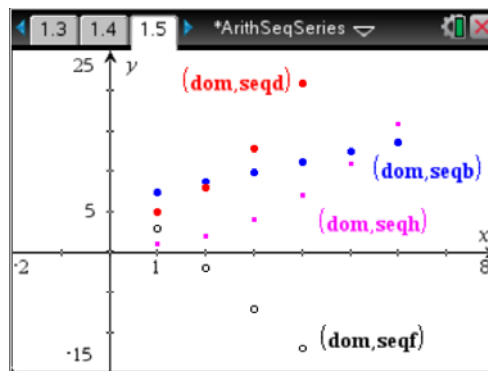 1.3 1.4 1.5 *ArithSeqSeries
25 y
(dom,seqd)
(dom,seqb)
5
(dom,seqh)
x
-2 1 8
(dom,seqf)
-15